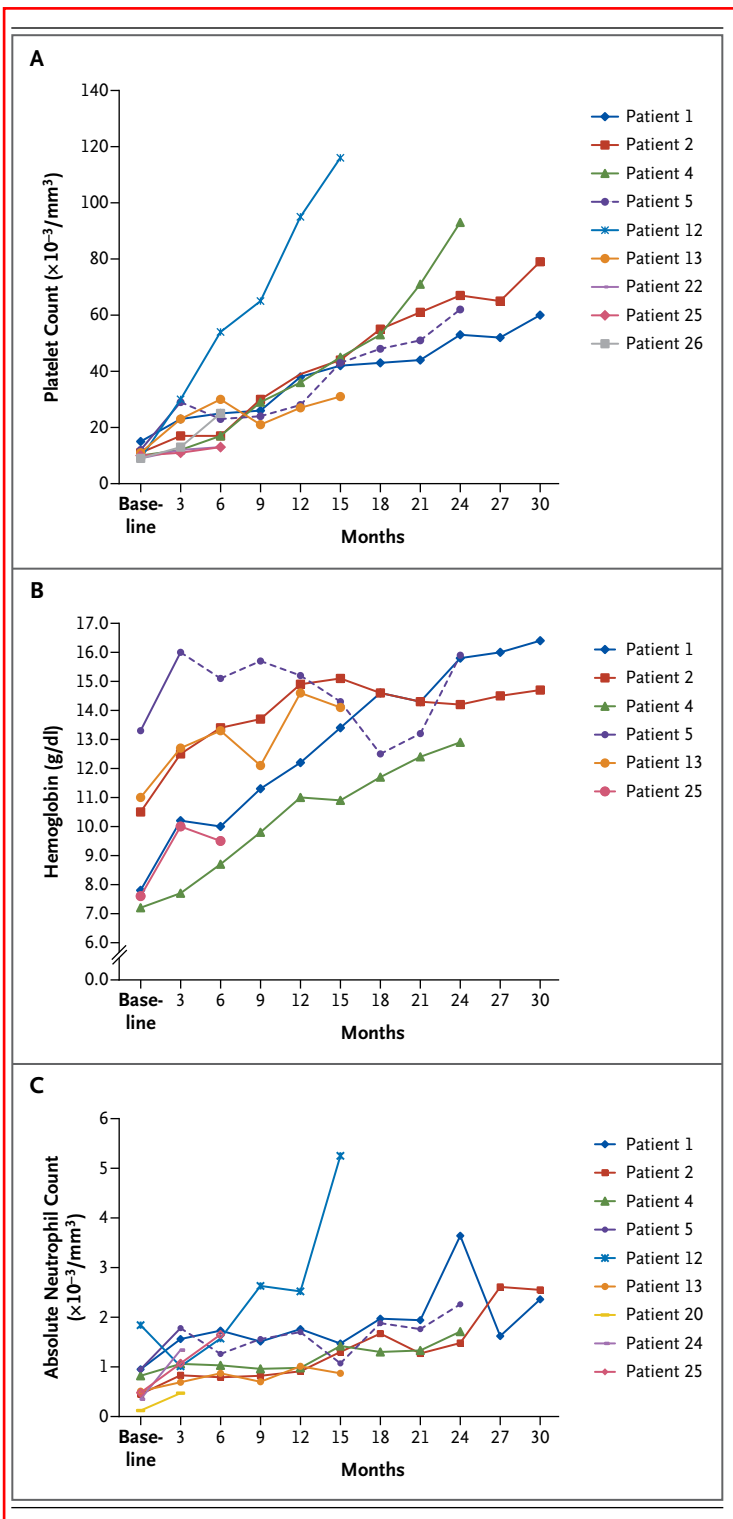 A
Platelet Count (×10⁻³/mm³)
140
120
100
80
60
40
20
0
Base-
line
3 6 9 12 15 18 21 24 27 30
Months
Patient 1
Patient 2
Patient 4
Patient 5
Patient 12
Patient 13
Patient 22
Patient 25
Patient 26
B
Hemoglobin (g/dl)
17.0
16.0
15.0
14.0
13.0
12.0
11.0
10.0
9.0
8.0
7.0
6.0
0.0
Base-
line
3 6 9 12 15 18 21 24 27 30
Months
Patient 1
Patient 2
Patient 4
Patient 5
Patient 13
Patient 25
C
Absolute Neutrophil Count
(×10⁻³/mm³)
6
5
4
3
2
1
0
Base-
line
3 6 9 12 15 18 21 24 27 30
Months
Patient 1
Patient 2
Patient 4
Patient 5
Patient 12
Patient 13
Patient 20
Patient 24
Patient 25